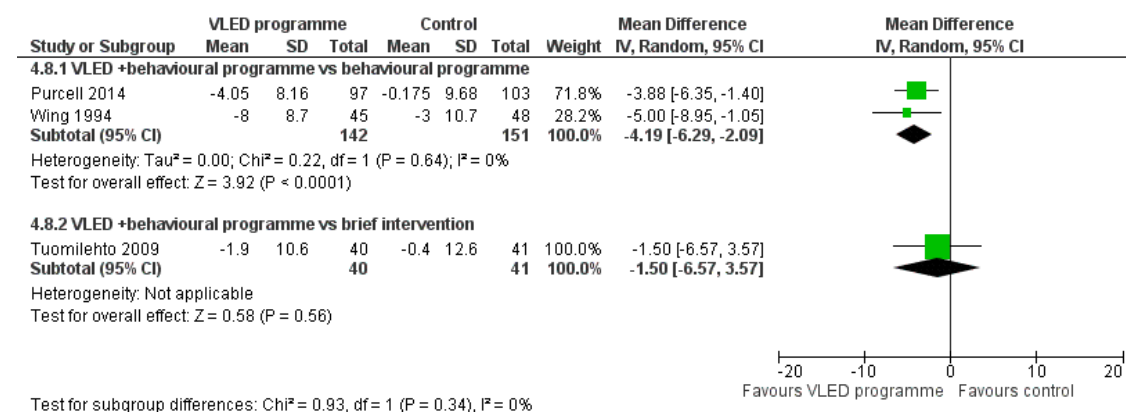 VLED programme Control Mean Difference Mean Difference
Study or Subgroup Mean SD Total Mean SD Total Weight IV, Random, 95% CI IV, Random, 95% CI
4.8.1 VLED +behavioural programme vs behavioural programme
Purcell 2014 -4.05 8.16 97 -0.175 9.68 103 71.8% -3.88 [-6.35, -1.40]
Wing 1994 -8 8.7 45 -3 10.7 48 28.2% -5.00 [-8.95, -1.05]
Subtotal (95% CI) 142 151 100.0% -4.19 [-6.29, -2.09]
Heterogeneity: Tau² = 0.00; Chi² = 0.22, df = 1 (P = 0.64); I² = 0%
Test for overall effect: Z = 3.92 (P < 0.0001)
4.8.2 VLED +behavioural programme vs brief intervention
Tuomilehto 2009 -1.9 10.6 40 -0.4 12.6 41 100.0% -1.50 [-6.57, 3.57]
Subtotal (95% CI) 40 41 100.0% -1.50 [-6.57, 3.57]
Heterogeneity: Not applicable
Test for overall effect: Z = 0.58 (P = 0.56)
-20 -10 0 10 20
Favours VLED programme Favours control
Test for subgroup differences: Chi² = 0.93, df = 1 (P = 0.34), I² = 0%